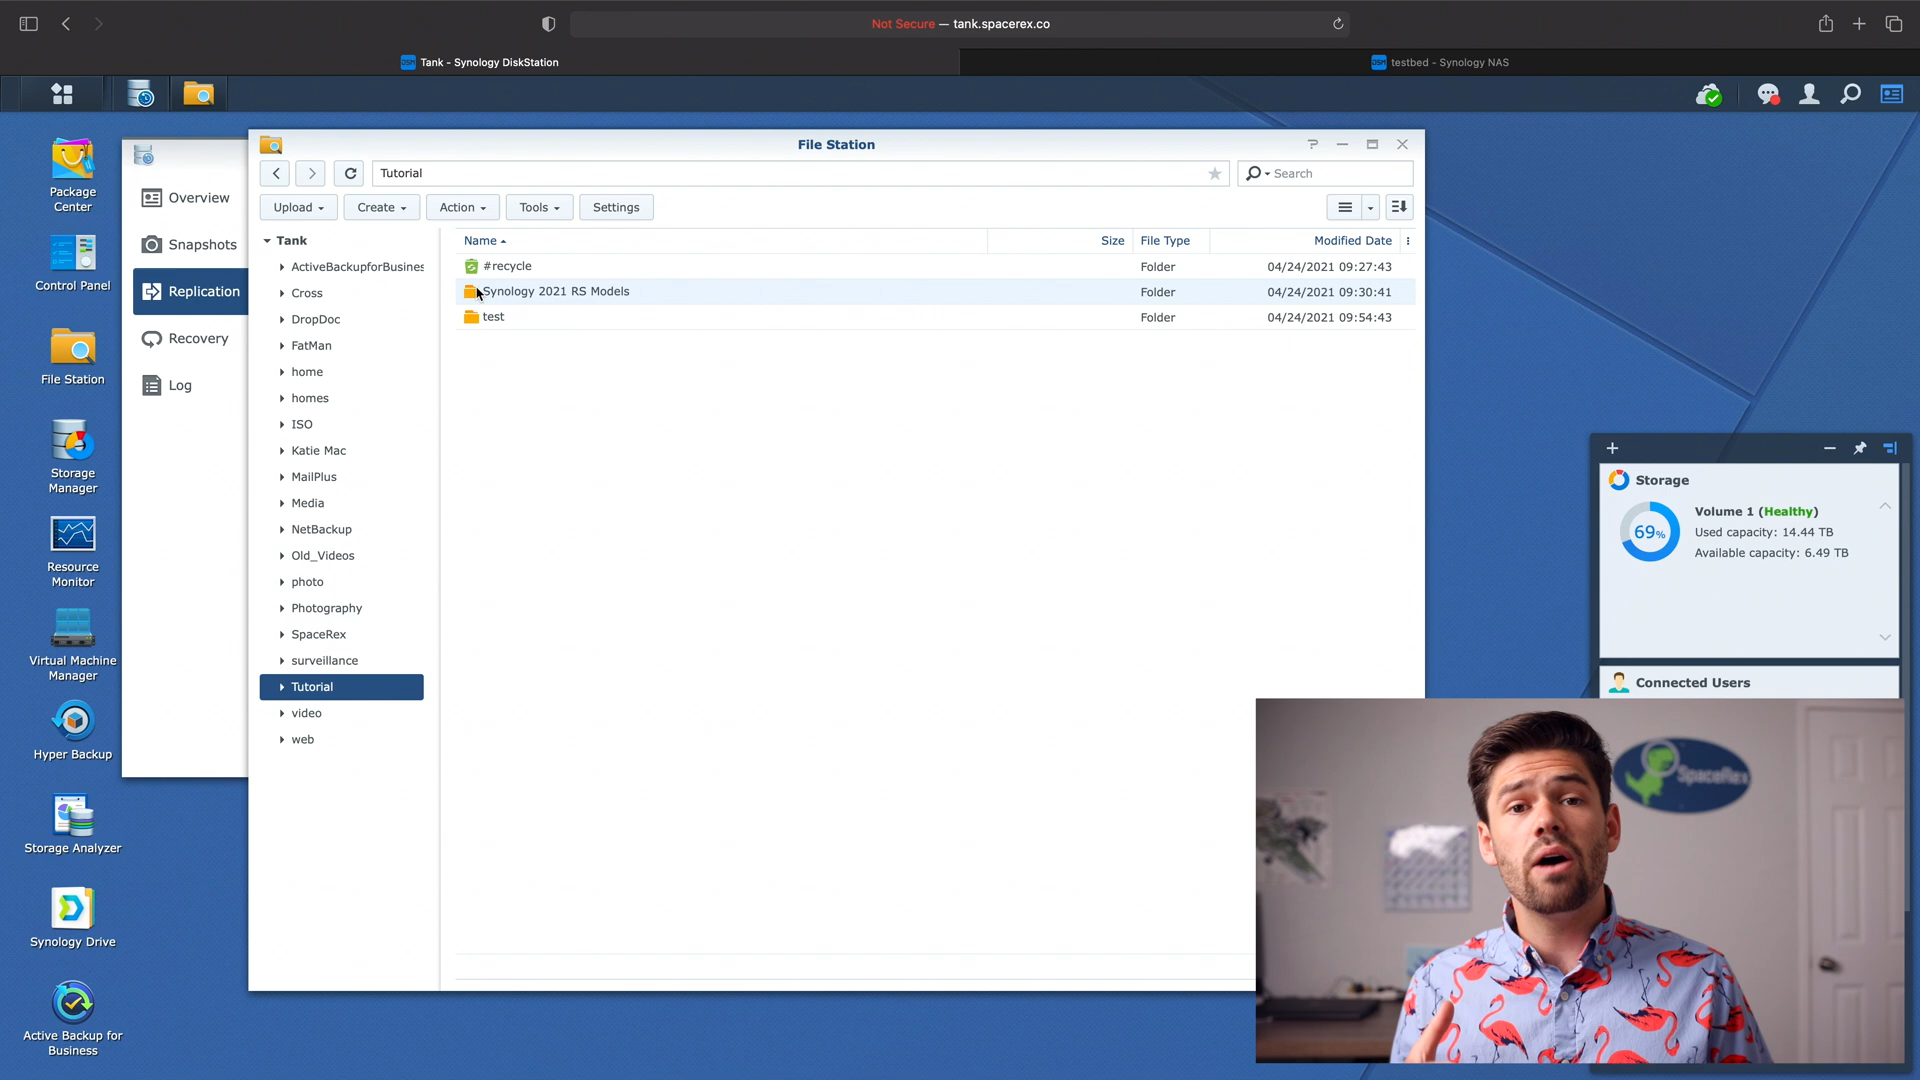 Not Secure — tank.spacerex.co
Tank - Synology DiskStation
testbed - Synology NAS
Package
Center
Control Panel
File Station
Storage
Manager
Resource
Monitor
Virtual Machine
Manager
Hyper Backup
Storage Analyzer
Synology Drive
Active Backup for
Business
Overview
Snapshots
Replication
Recovery
Log
File Station
Tutorial
Search
Upload
Create
Action
Tools
Settings
Tank
ActiveBackupforBusines
Cross
DropDoc
FatMan
home
homes
ISO
Katie Mac
MailPlus
Media
NetBackup
Old_Videos
photo
Photography
SpaceRex
surveillance
Tutorial
video
web
Name Size File Type Modified Date
#recycle Folder 04/24/2021 09:27:43
Synology 2021 RS Models Folder 04/24/2021 09:30:41
test Folder 04/24/2021 09:54:43
Storage
69%
Volume 1 (Healthy)
Used capacity: 14.44 TB
Available capacity: 6.49 TB
Connected Users
SpaceRex